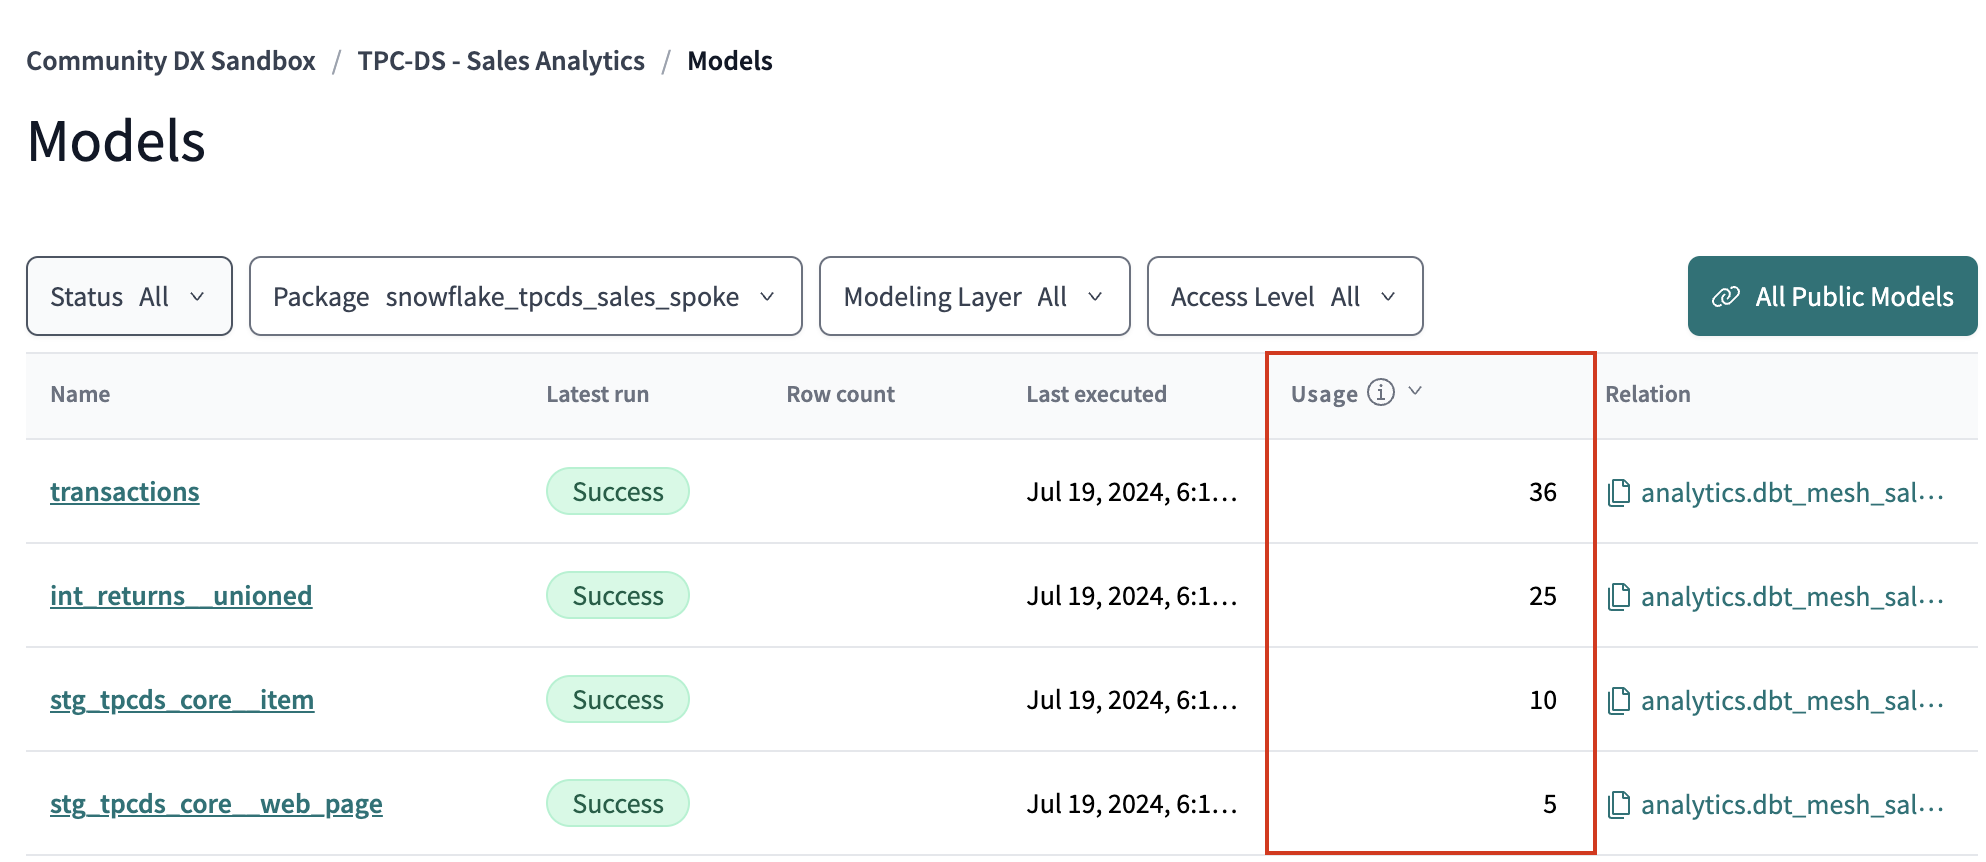 Community DX Sandbox / TPC-DS - Sales Analytics / Models
Models
Status All Package snowflake_tpcds_sales_spoke Modeling Layer All Access Level All All Public Models
Name Latest run Row count Last executed Usage Relation
transactions Success Jul 19, 2024, 6:1... 36 analytics.dbt_mesh_sal...
int_returns__unioned Success Jul 19, 2024, 6:1... 25 analytics.dbt_mesh_sal...
stg_tpcds_core__item Success Jul 19, 2024, 6:1... 10 analytics.dbt_mesh_sal...
stg_tpcds_core__web_page Success Jul 19, 2024, 6:1... 5 analytics.dbt_mesh_sal...